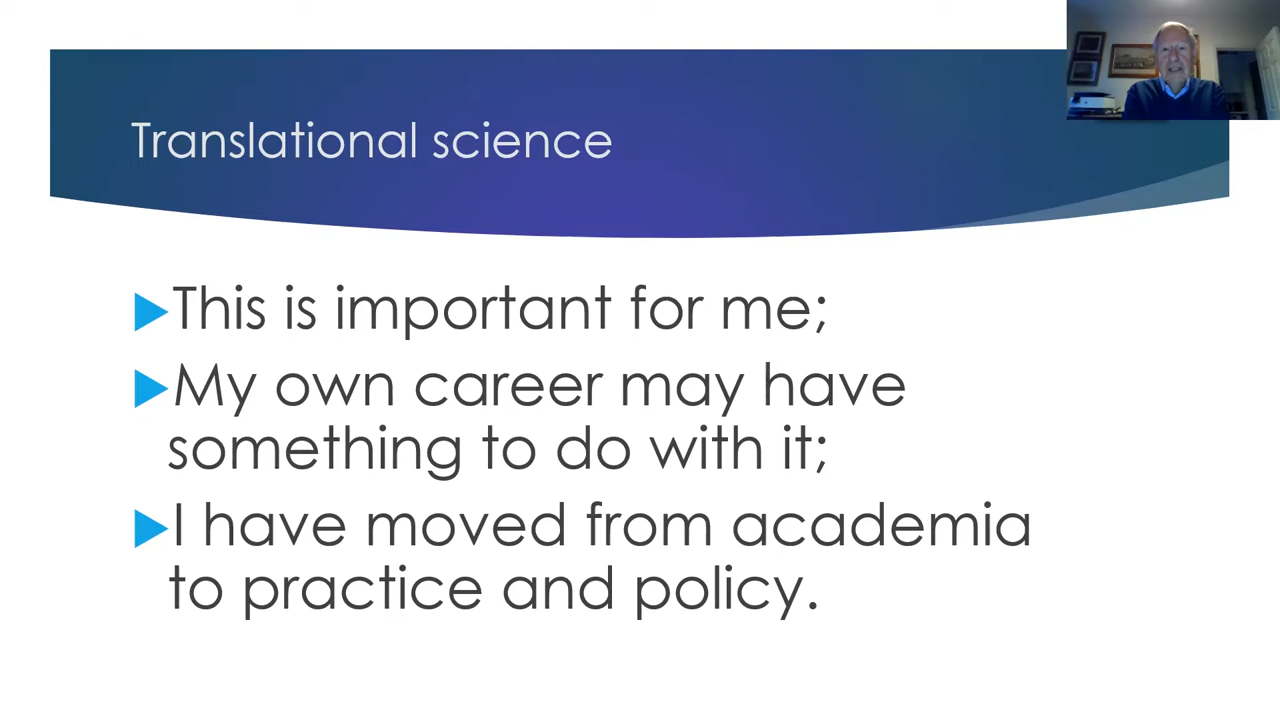 Translational science
This is important for me;
My own career may have
something to do with it;
I have moved from academia
to practice and policy.